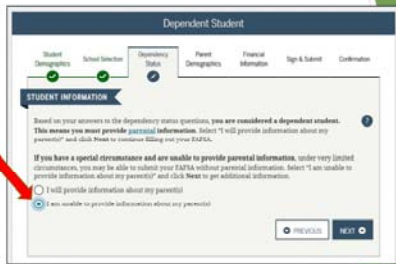 Dependent Student
Student Demographics
School Selection
Dependency Status
Parent Demographics
Financial Information
Sign & Submit
Confirmation
STUDENT INFORMATION
Based on your answers to the dependency status questions, you are considered a dependent student.
This means you must provide parental information. Select "I will provide information about my
parent(s)" and click Next to continue filling out your FAFSA.
If you have a special circumstance and are unable to provide parental information, under very limited
circumstances, you may be able to submit your FAFSA without parental information. Select "I am unable to
provide information about my parent(s)" and click Next to get additional information.
I will provide information about my parent(s)
I am unable to provide information about my parent(s)
PREVIOUS
NEXT